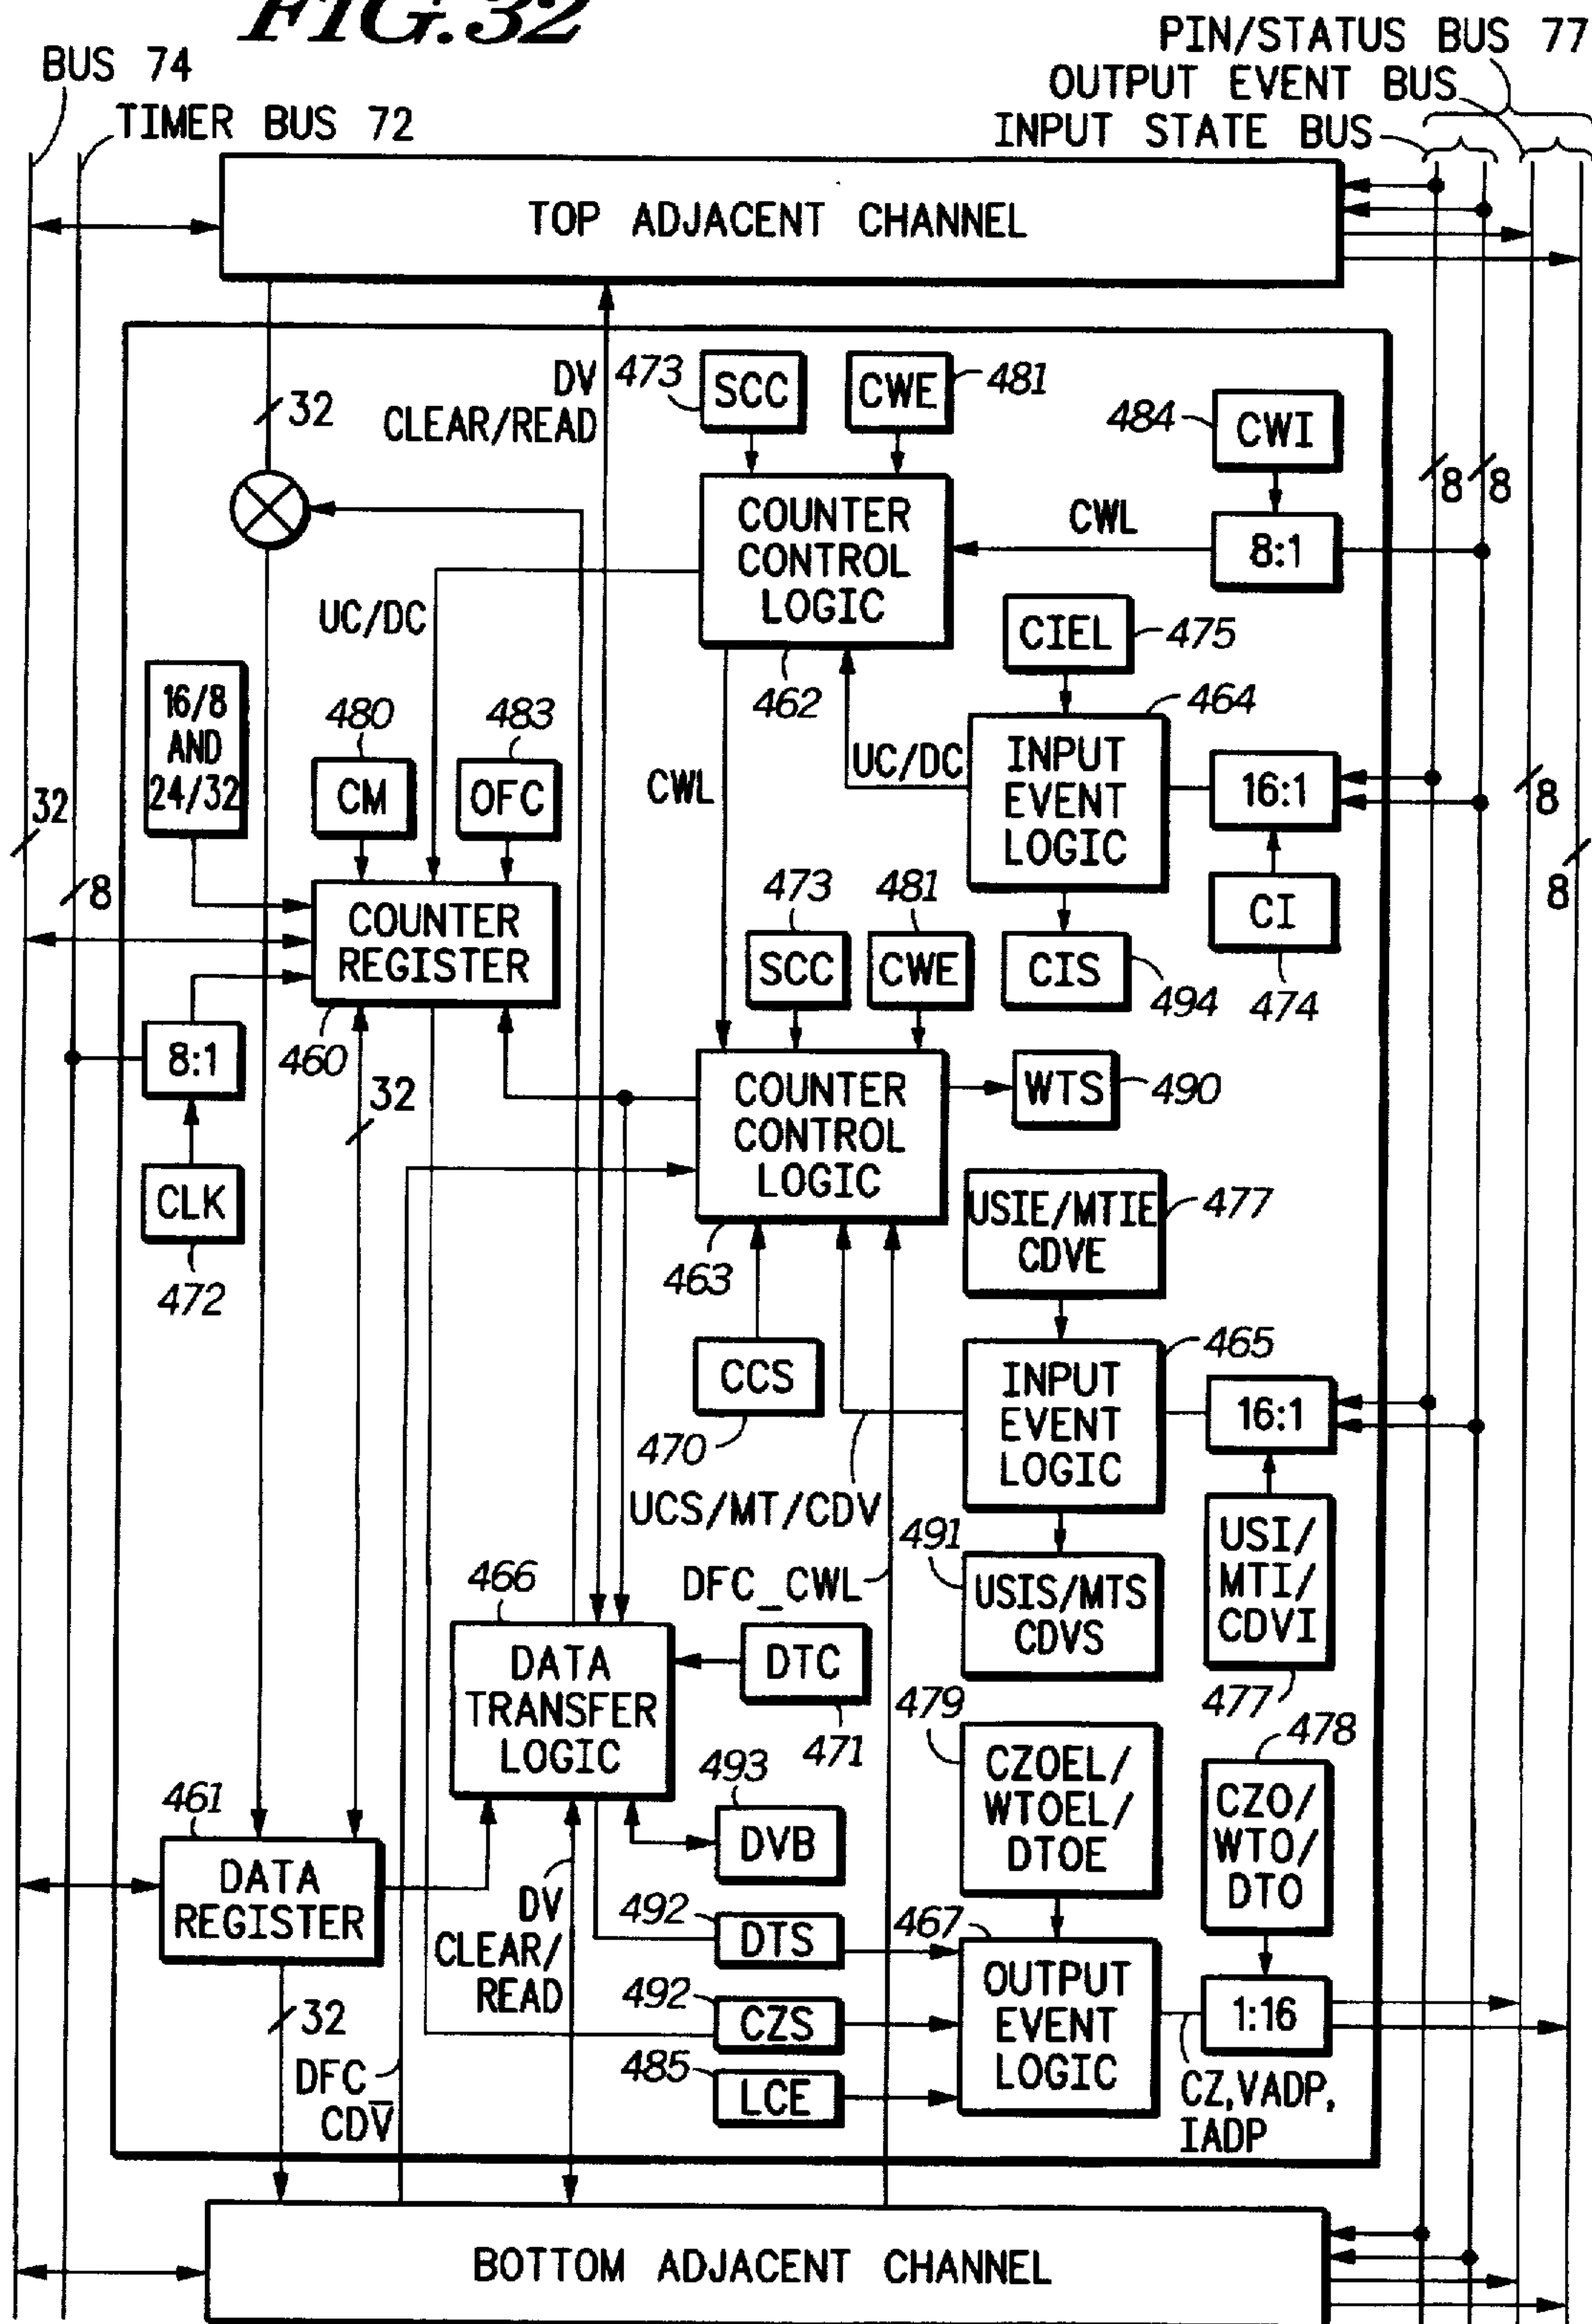 FIG. 32
PIN/STATUS BUS 77
BUS 74
OUTPUT EVENT BUS
TIMER BUS 72
INPUT STATE BUS
TOP ADJACENT CHANNEL
32
DV
CLEAR/READ
473
SCC
CWE
481
484
CWI
8
8
COUNTER
CONTROL
LOGIC
CWL
8:1
UC/DC
462
CIEL
475
464
16/8
AND
24/32
480
483
CM
OFC
CWL
UC/DC
INPUT
EVENT
LOGIC
16:1
8
32
8
8
COUNTER
REGISTER
473
481
SCC
CWE
CIS
494
CI
474
8:1
460
32
COUNTER
CONTROL
LOGIC
WTS
490
CLK
472
463
USIE/MTIE
CDVE
477
CCS
470
465
INPUT
EVENT
LOGIC
16:1
UCS/MT/CDV
491
USI/
MTI/
CDVI
477
466
DFC_CWL
USIS/MTS
CDVS
DATA
TRANSFER
LOGIC
DTC
471
479
478
493
DVB
CZOEL/
WTOEL/
DTOE
CZO/
WTO/
DTO
461
DATA
REGISTER
DV
CLEAR/
READ
492
DTS
467
492
CZS
OUTPUT
EVENT
LOGIC
1:16
32
485
LCE
CZ,VADP,
IADP
DFC
CDV̅
BOTTOM ADJACENT CHANNEL